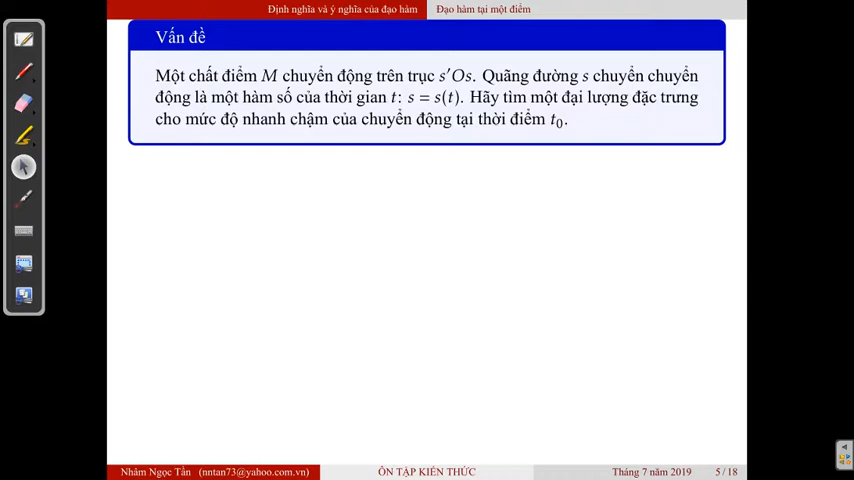 Định nghĩa và ý nghĩa của đạo hàm Đạo hàm tại một điểm
Vấn đề
Một chất điểm M chuyển động trên trục s′Os. Quãng đường s chuyển chuyển
động là một hàm số của thời gian t: s = s(t). Hãy tìm một đại lượng đặc trưng
cho mức độ nhanh chậm của chuyển động tại thời điểm t₀.
Nhâm Ngọc Tần (nntan73@yahoo.com.vn) ÔN TẬP KIẾN THỨC Tháng 7 năm 2019 5 / 18